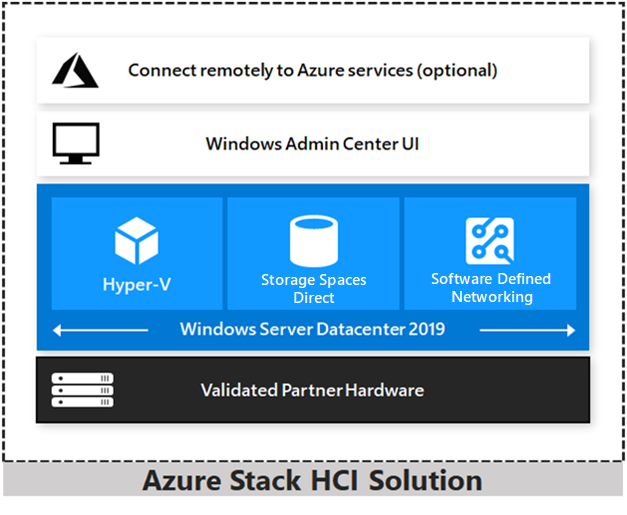 Connect remotely to Azure services (optional)
Windows Admin Center UI
Hyper-V
Storage Spaces
Direct
Software Defined
Networking
Windows Server Datacenter 2019
Validated Partner Hardware
Azure Stack HCI Solution